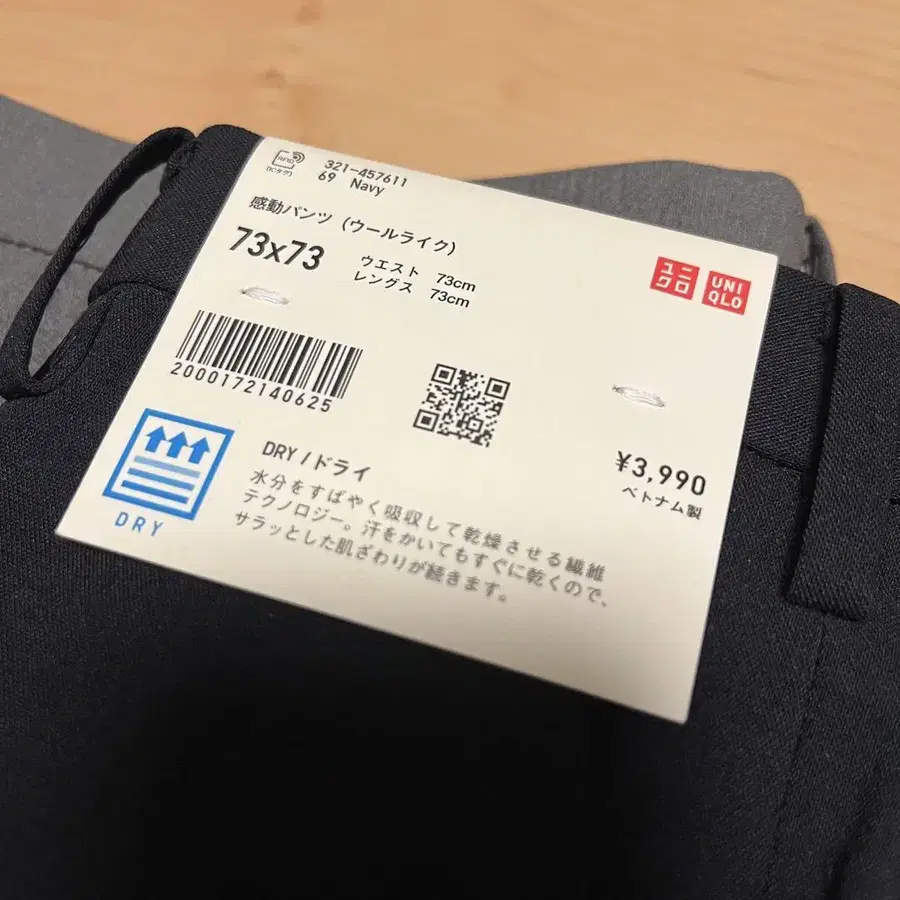 RFID
(ICタグ)
321-457611
69 Navy
感動パンツ (ウールライク)
73x73
ウエスト 73cm
レングス 73cm
ユニ
クロ
UNI
QLO
2000172140625
¥3,990
ベトナム製
DRY
DRY / ドライ
水分をすばやく吸収して乾燥させる繊維
テクノロジー。汗をかいてもすぐに乾くので、
サラッとした肌ざわりが続きます。